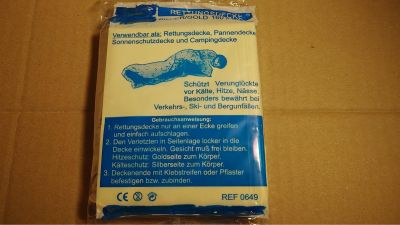 RETTUNGSDECKE
Verwendbar als: Rettungsdecke, Pannendecke,
Sonnenschutzdecke und Campingdecke
Schützt Verunglückte
vor Kälte, Hitze, Nässe.
Besonders bewährt bei
Verkehrs-, Ski- und Bergunfällen.
Gebrauchsanweisung:
1. Rettungsdecke nur an einer Ecke greifen
und einfach aufschlagen.
2. Den Verletzten in Seitenlage locker in die
Decke einwickeln. Gesicht muß frei bleiben.
Hitzeschutz: Goldseite zum Körper.
Kälteschutz: Silberseite zum Körper.
3. Deckenende mit Klebstreifen oder Pflaster
befestigen bzw. zubinden.
CE
REF 0649